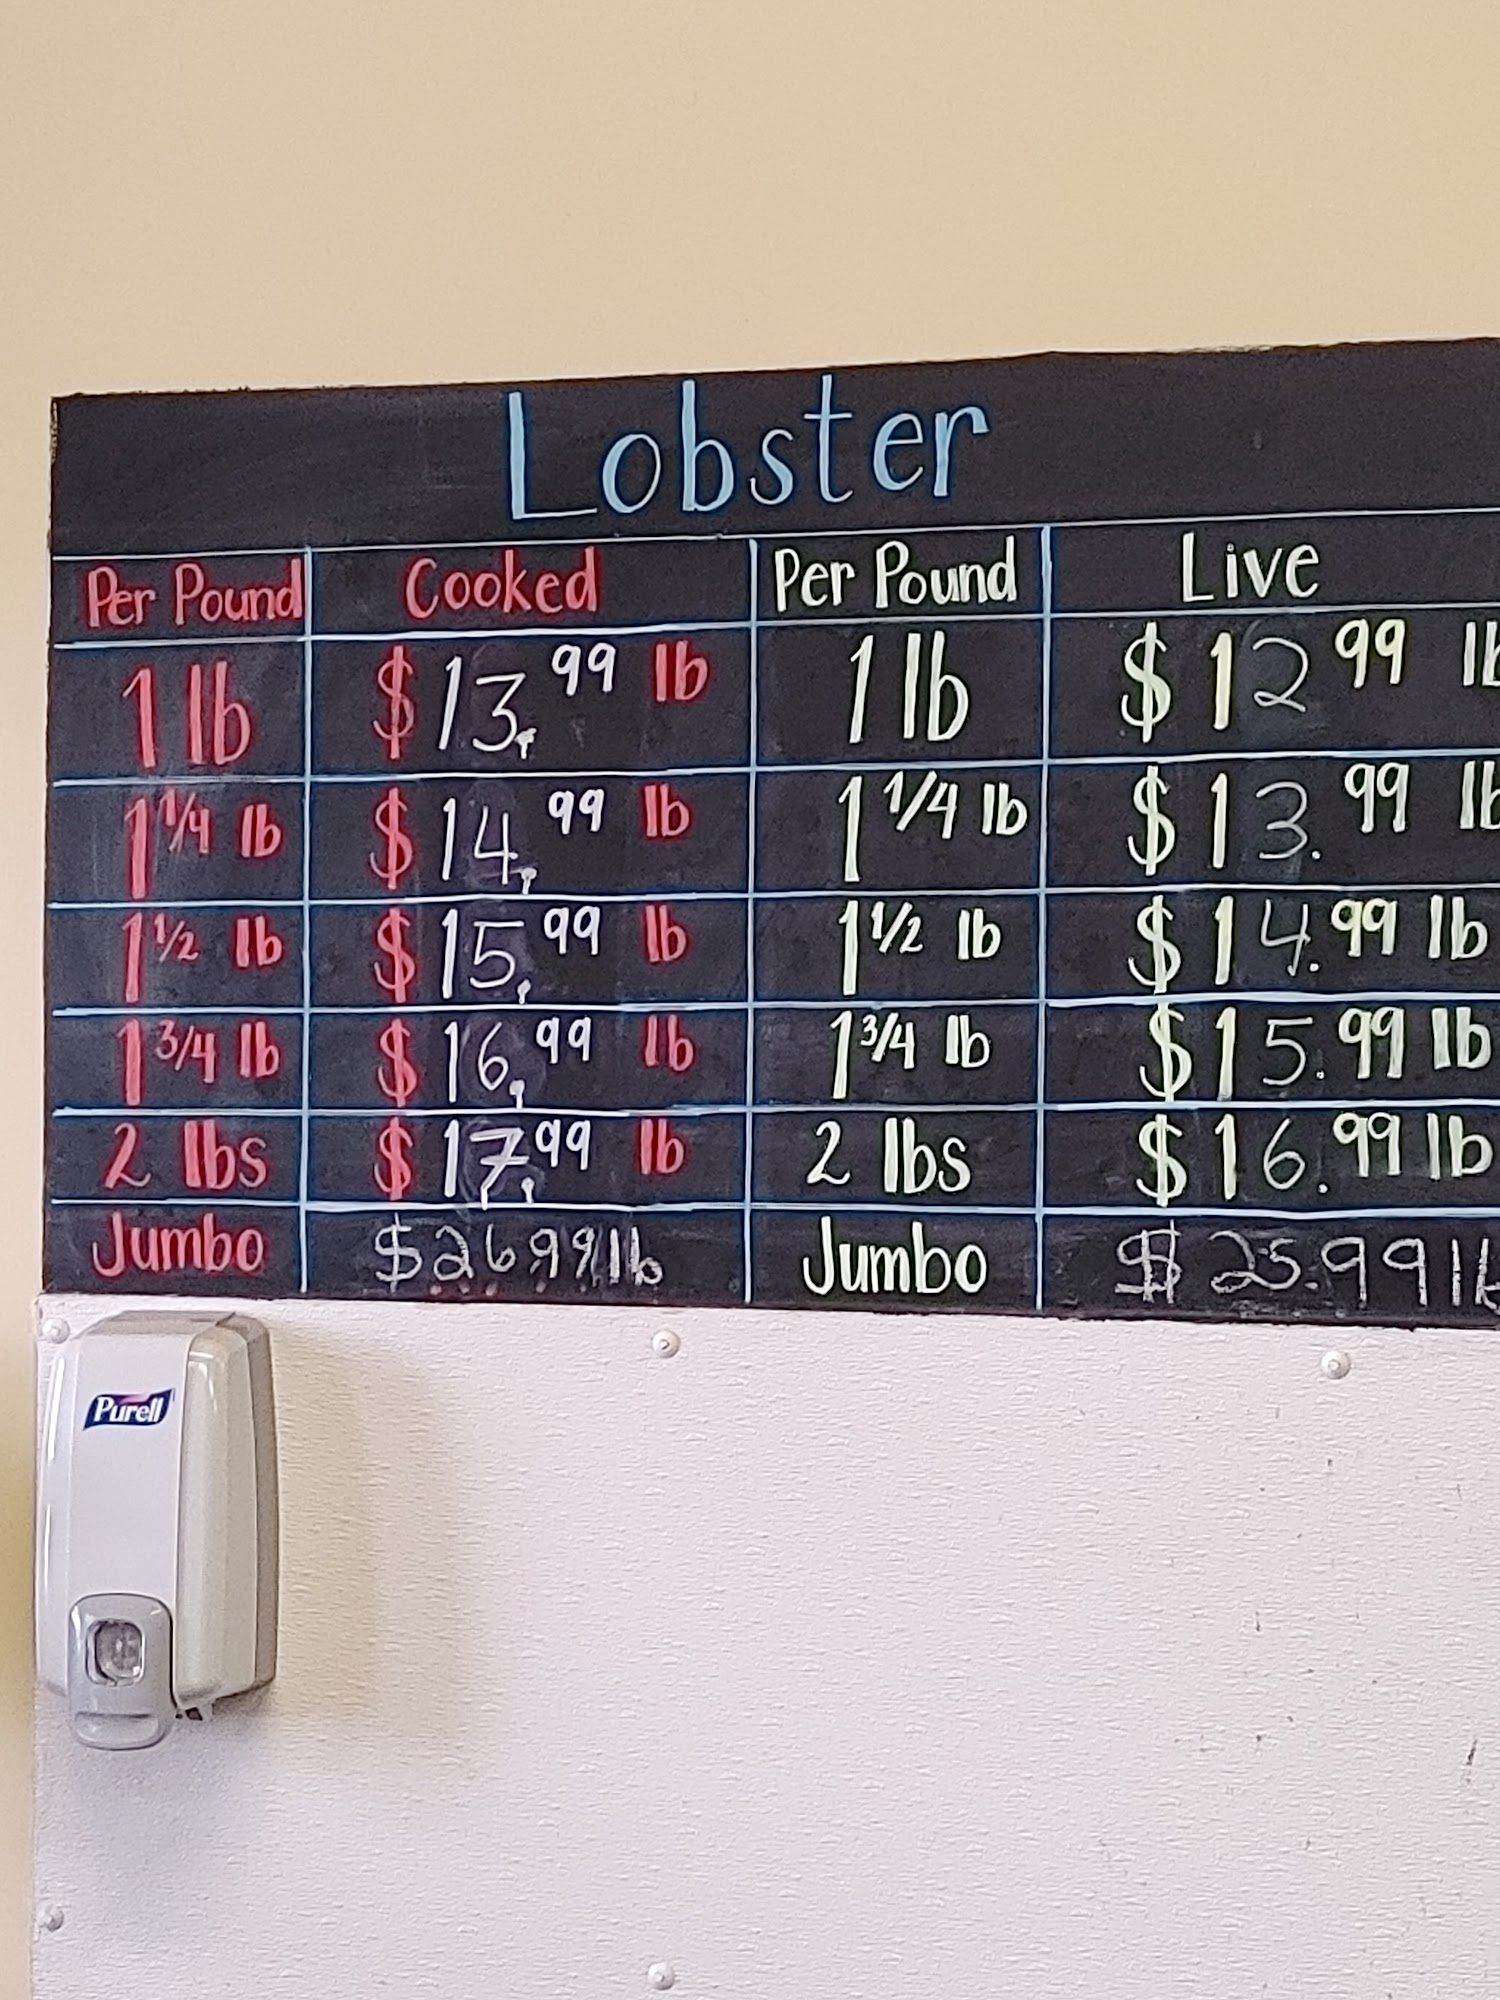 Lobster
Per Pound Cooked Per Pound Live
1 lb $13.99 lb 1 lb $12 99 lb
1 1/4 lb $14.99 lb 1 1/4 lb $13.99 lb
1 1/2 lb $15.99 lb 1 1/2 lb $14.99 lb
1 3/4 lb $16.99 lb 1 3/4 lb $15.99 lb
2 lbs $17.99 lb 2 lbs $16.99 lb
Jumbo $26.99 lb Jumbo $25.99 lb
Purell